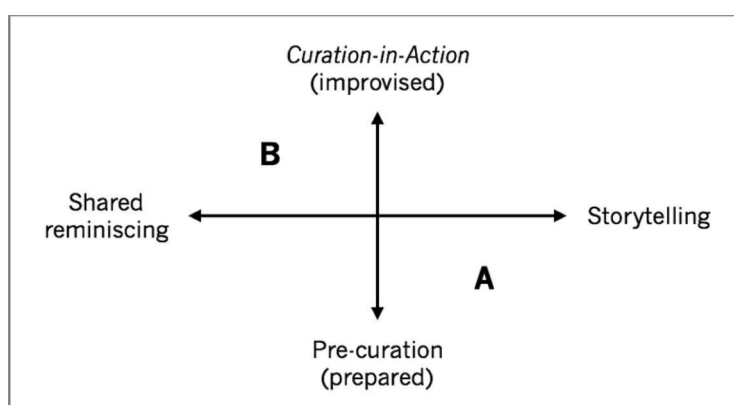 Curation-in-Action
(improvised)
B
Shared
reminiscing
Storytelling
A
Pre-curation
(prepared)